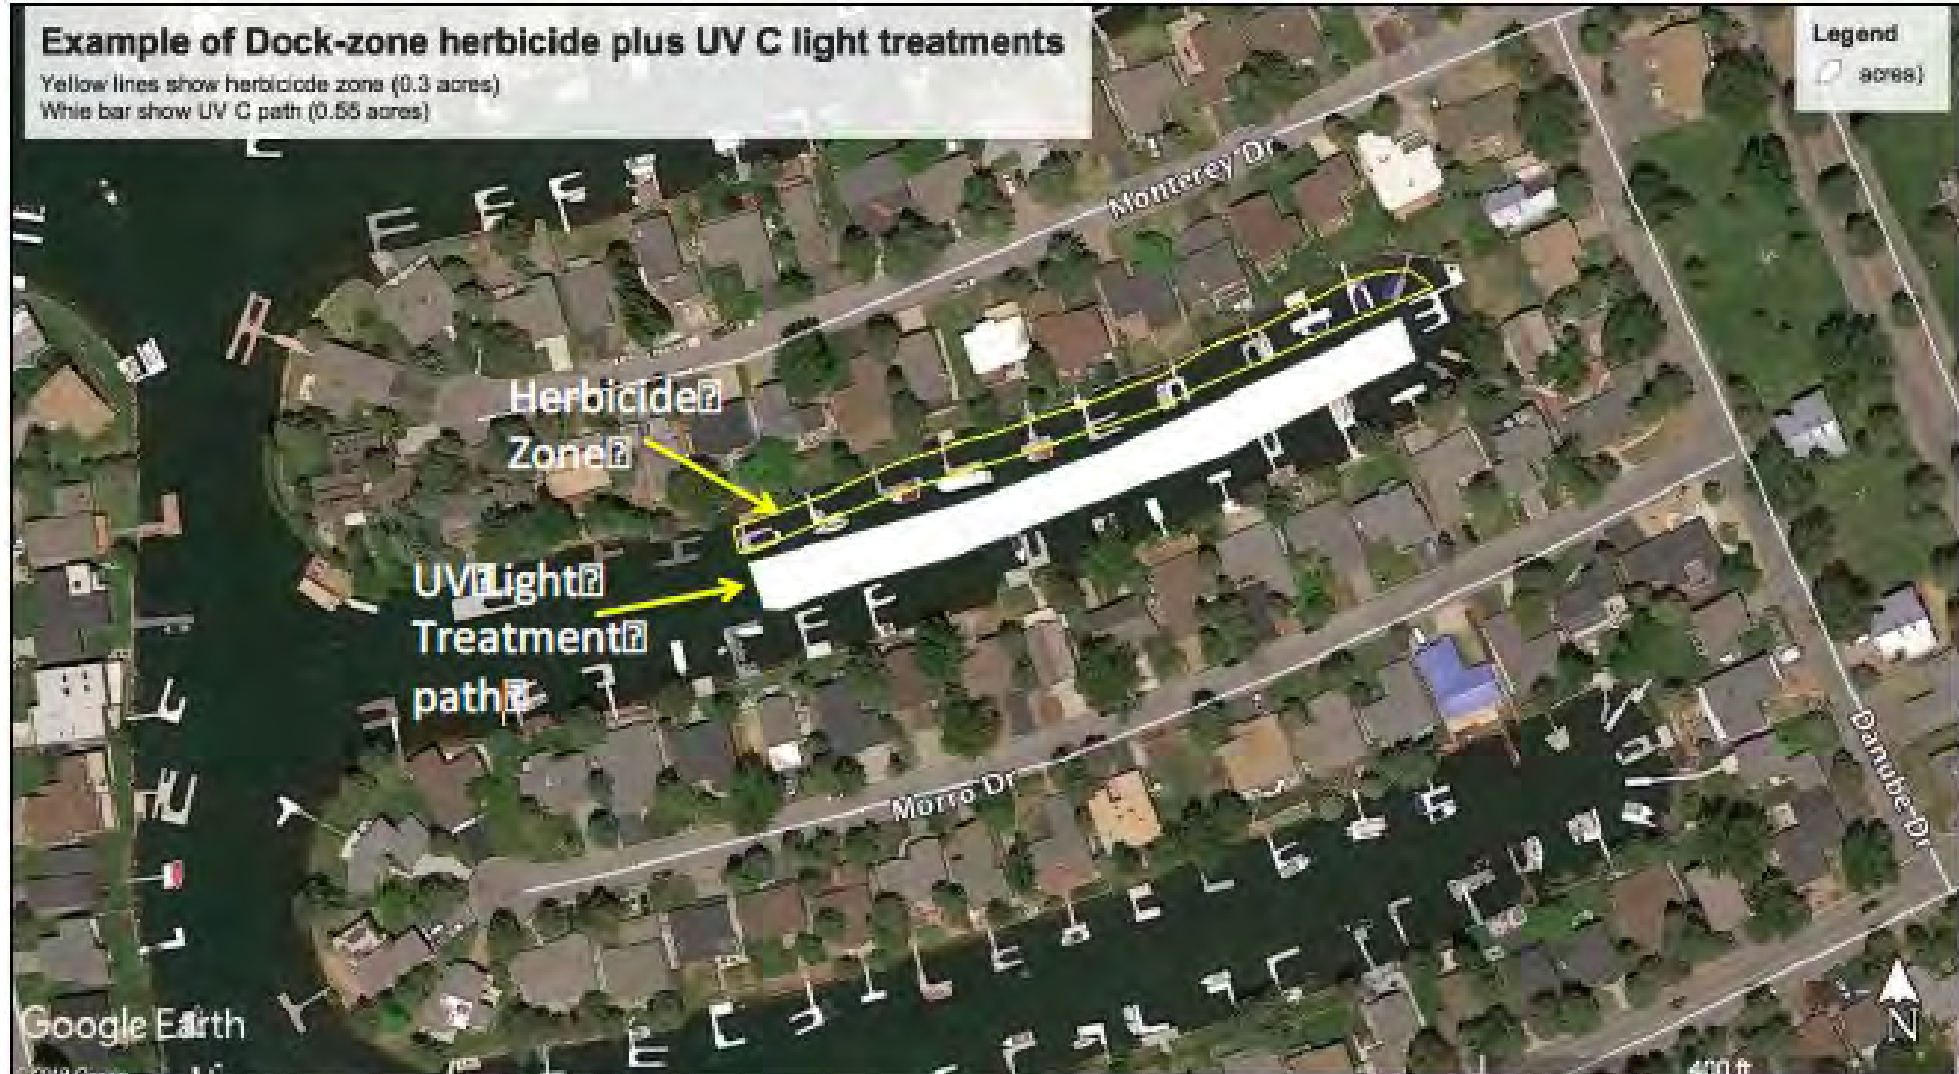 Example of Dock-zone herbicide plus UV C light treatments
Yellow lines show herbicicde zone (0.3 acres)
Whie bar show UV C path (0.55 acres)
Legend
acres)
Monterey Dr
Herbicide
Zone
UV Light
Treatment
path
Morro Dr
Danube Dr
Google Earth
N
400 ft